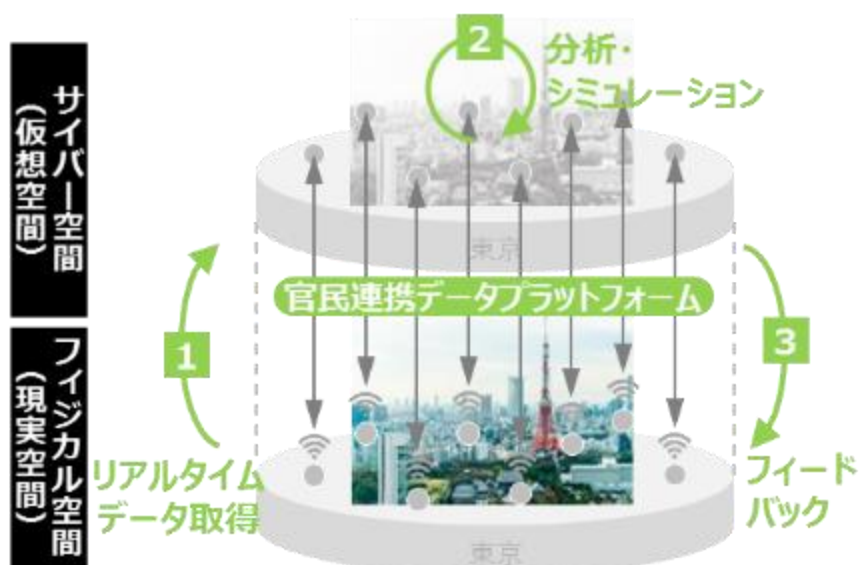 サイバー空間
（仮想空間）
2
分析・
シミュレーション
東京
官民連携データプラットフォーム
1
3
フィジカル空間
（現実空間）
リアルタイム
データ取得
フィード
バック
東京